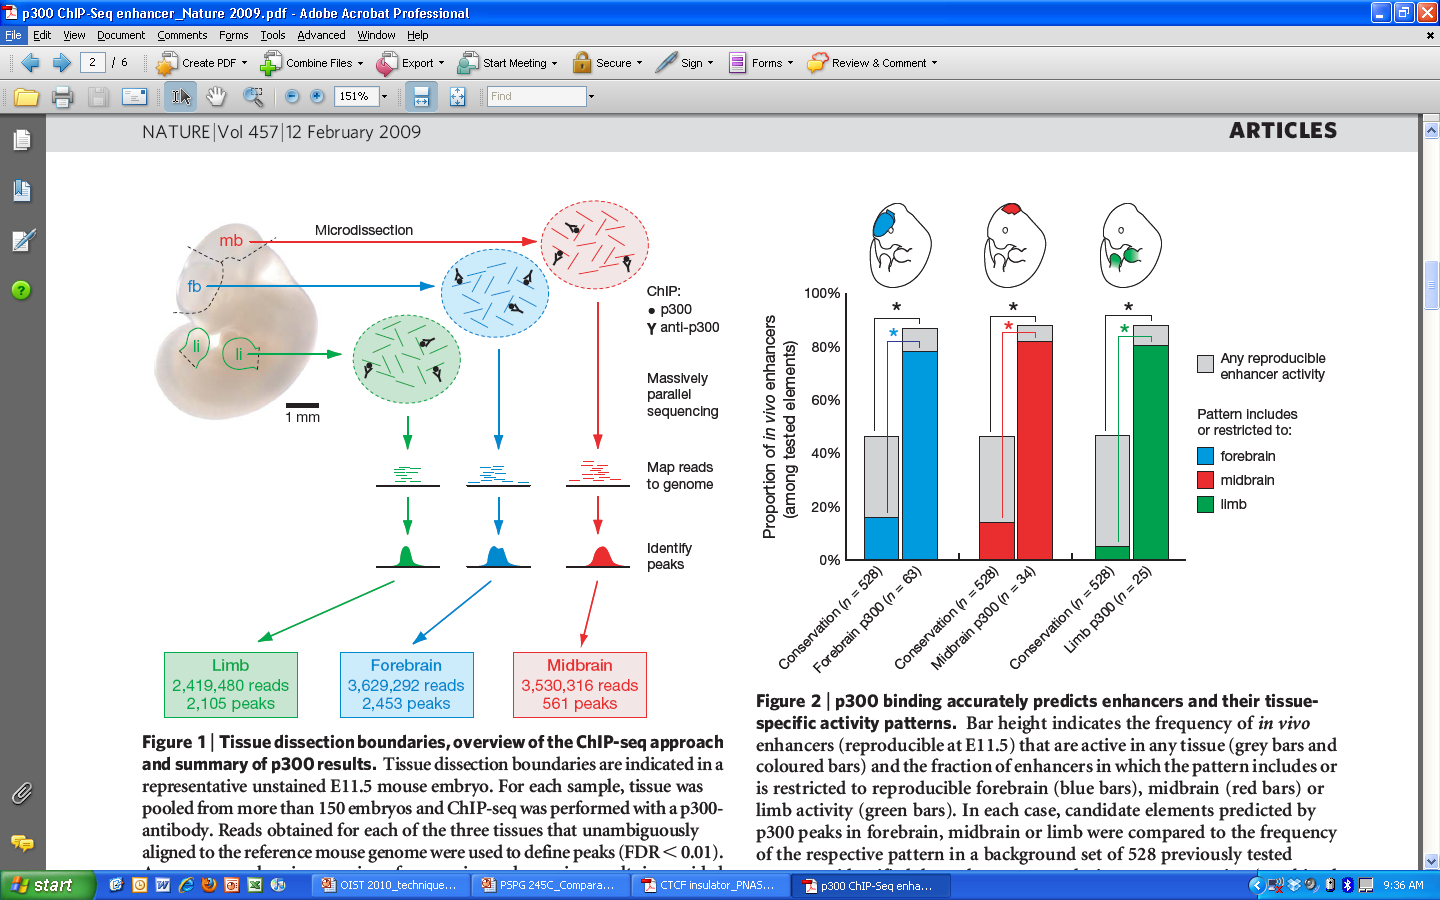 p300 ChIP-Seq enhancer_Nature 2009.pdf - Adobe Acrobat Professional
File Edit View Document Comments Forms Tools Advanced Window Help
2 / 6 Create PDF Combine Files Export Start Meeting Secure Sign Forms Review & Comment
151% Find
NATURE|Vol 457|12 February 2009
ARTICLES
mb
fb
li
li
1 mm
Microdissection
ChIP:
p300
anti-p300
Massively
parallel
sequencing
Map reads
to genome
Identify
peaks
Limb
2,419,480 reads
2,105 peaks
Forebrain
3,629,292 reads
2,453 peaks
Midbrain
3,530,316 reads
561 peaks
Figure 1 | Tissue dissection boundaries, overview of the ChIP-seq approach
and summary of p300 results. Tissue dissection boundaries are indicated in a
representative unstained E11.5 mouse embryo. For each sample, tissue was
pooled from more than 150 embryos and ChIP-seq was performed with a p300-
antibody. Reads obtained for each of the three tissues that unambiguously
aligned to the reference mouse genome were used to define peaks (FDR < 0.01).
Proportion of in vivo enhancers
(among tested elements)
100%
80%
60%
40%
20%
0%
* * *
* * *
Conservation (n = 528)
Forebrain p300 (n = 63)
Conservation (n = 528)
Midbrain p300 (n = 34)
Conservation (n = 528)
Limb p300 (n = 25)
Any reproducible
enhancer activity
Pattern includes
or restricted to:
forebrain
midbrain
limb
Figure 2 | p300 binding accurately predicts enhancers and their tissue-
specific activity patterns. Bar height indicates the frequency of in vivo
enhancers (reproducible at E11.5) that are active in any tissue (grey bars and
coloured bars) and the fraction of enhancers in which the pattern includes or
is restricted to reproducible forebrain (blue bars), midbrain (red bars) or
limb activity (green bars). In each case, candidate elements predicted by
p300 peaks in forebrain, midbrain or limb were compared to the frequency
of the respective pattern in a background set of 528 previously tested
start
OIST 2010_technique...
PSPG 245C_Compara...
CTCF insulator_PNAS...
p300 ChIP-Seq enha...
9:36 AM